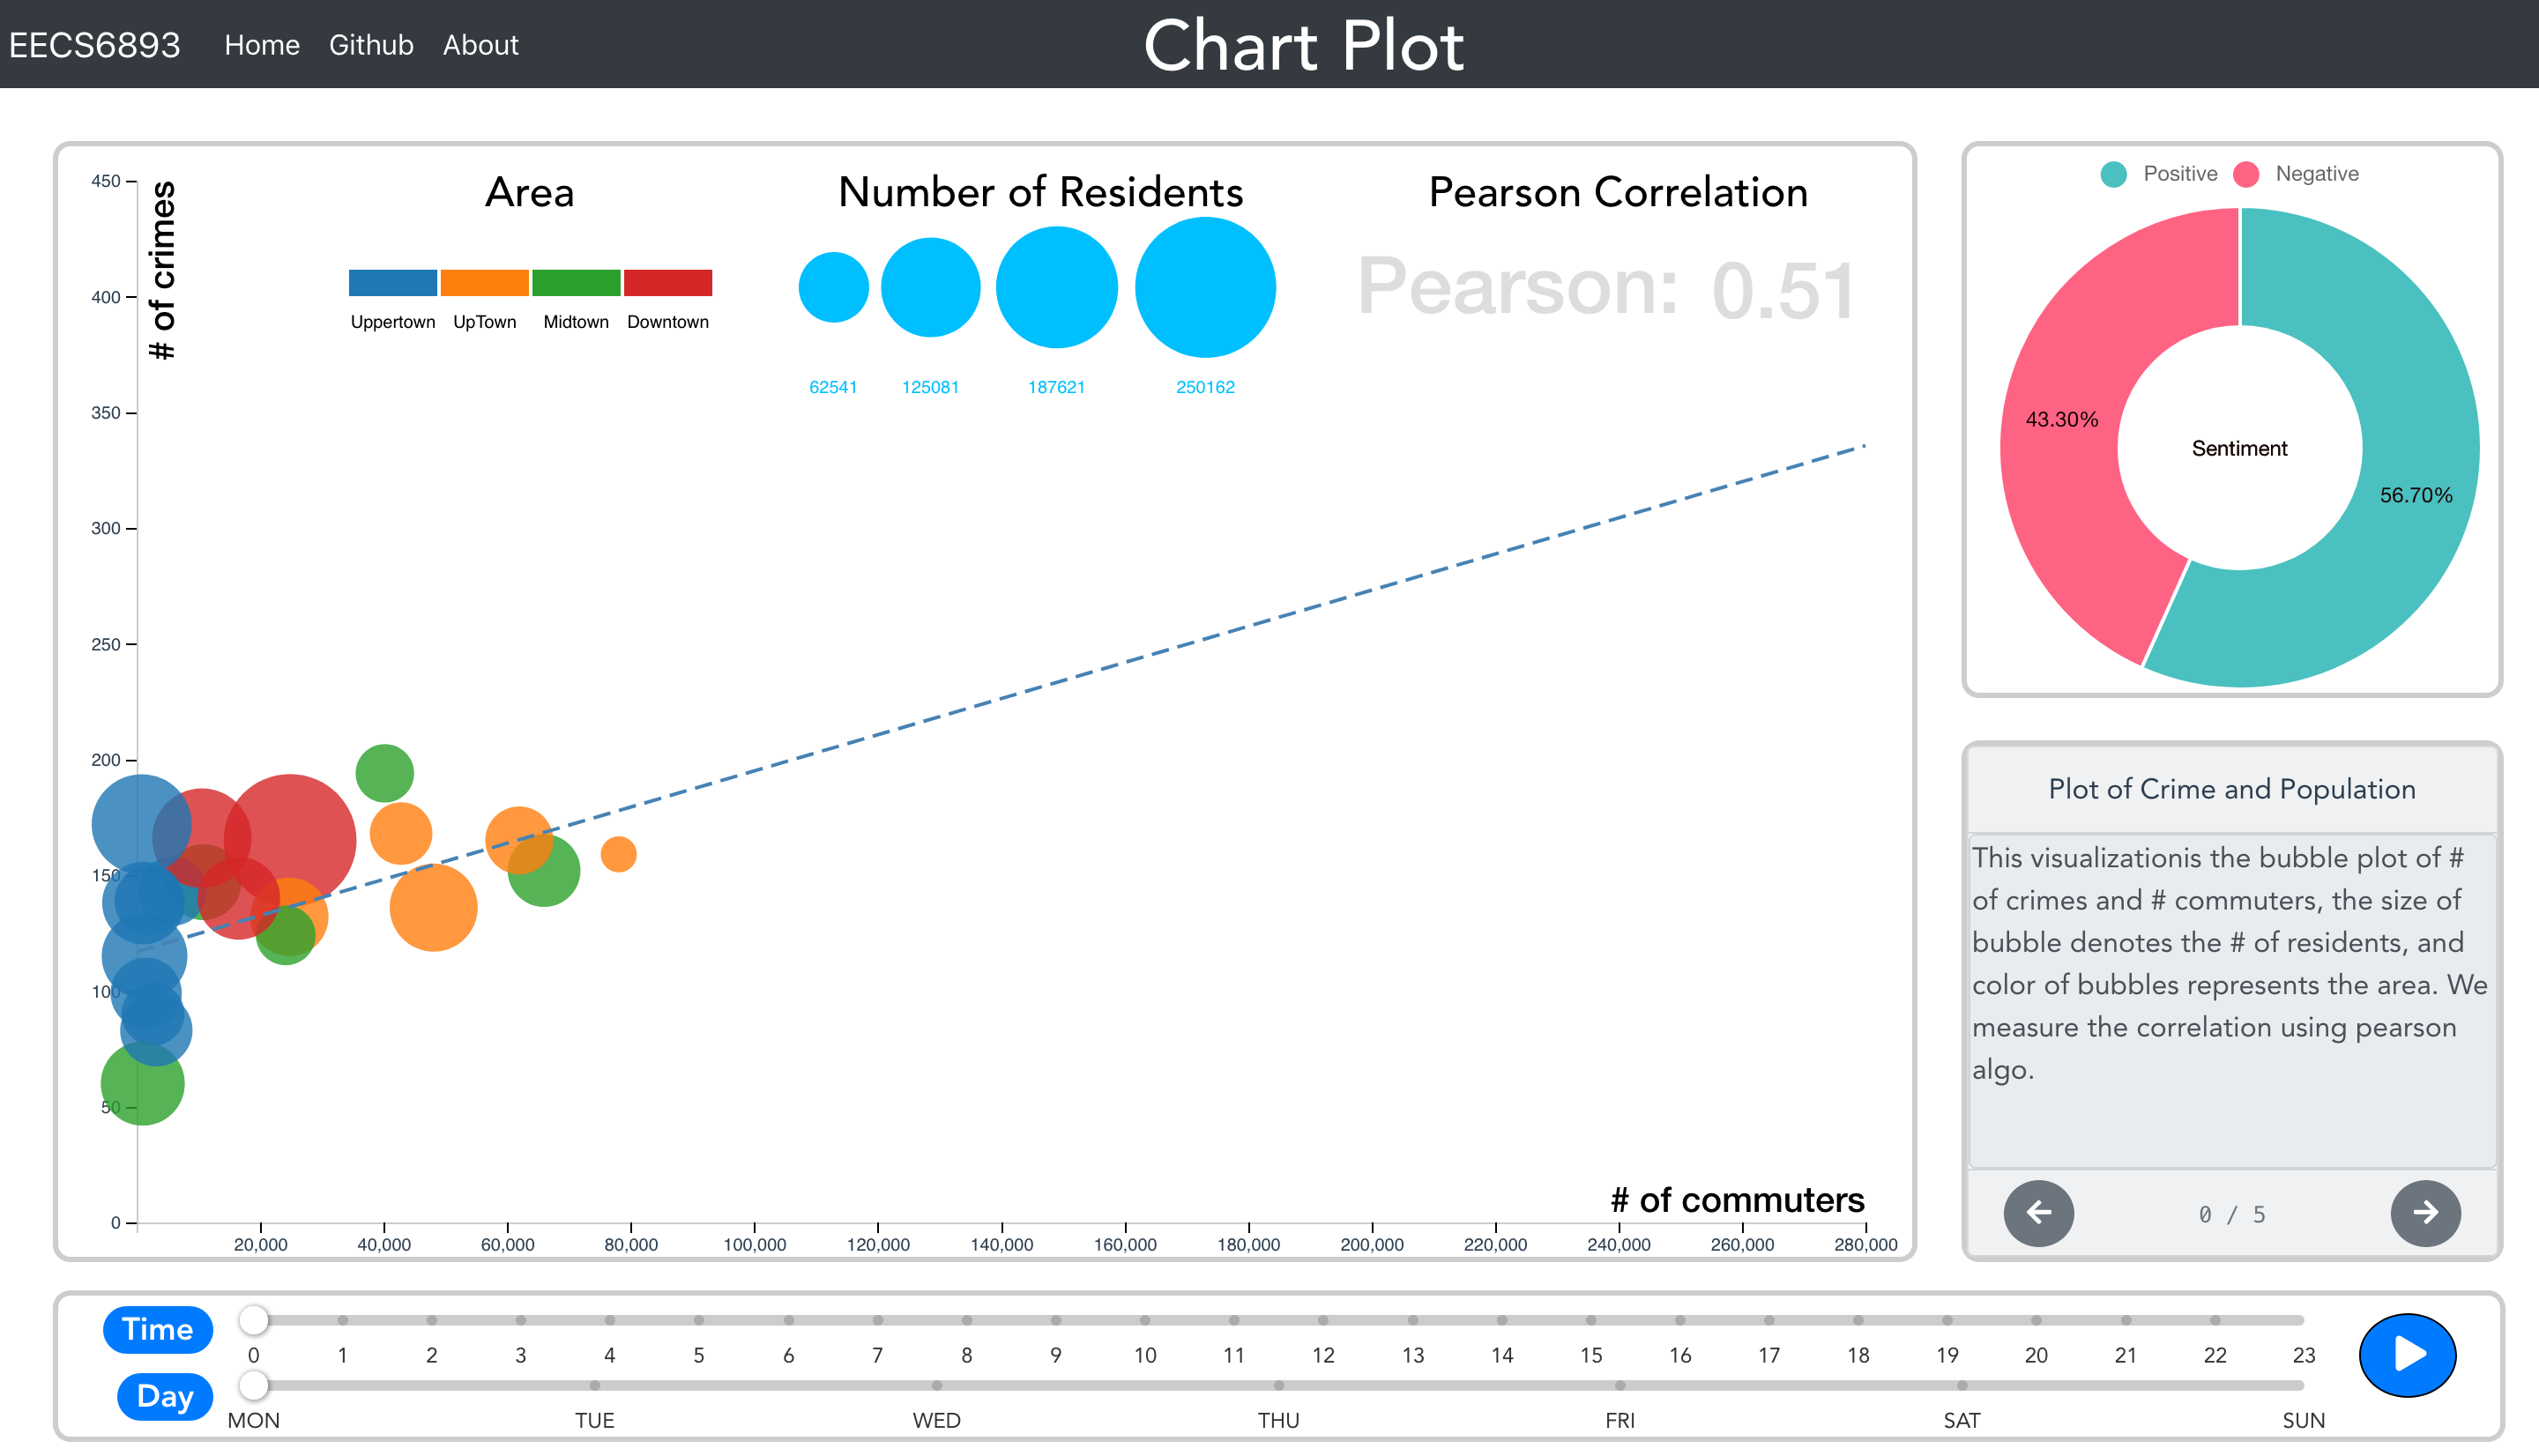 EECS6893 Home Github About
Chart Plot
# of crimes
450
400
350
300
250
200
150
100
50
0
Area
Uppertown UpTown Midtown Downtown
Number of Residents
62541 125081 187621 250162
Pearson Correlation
Pearson: 0.51
# of commuters
20,000 40,000 60,000 80,000 100,000 120,000 140,000 160,000 180,000 200,000 220,000 240,000 260,000 280,000
Positive Negative
43.30%
Sentiment
56.70%
Plot of Crime and Population
This visualizationis the bubble plot of #
of crimes and # commuters, the size of
bubble denotes the # of residents, and
color of bubbles represents the area. We
measure the correlation using pearson
algo.
0 / 5
Time
0 1 2 3 4 5 6 7 8 9 10 11 12 13 14 15 16 17 18 19 20 21 22 23
Day
MON TUE WED THU FRI SAT SUN